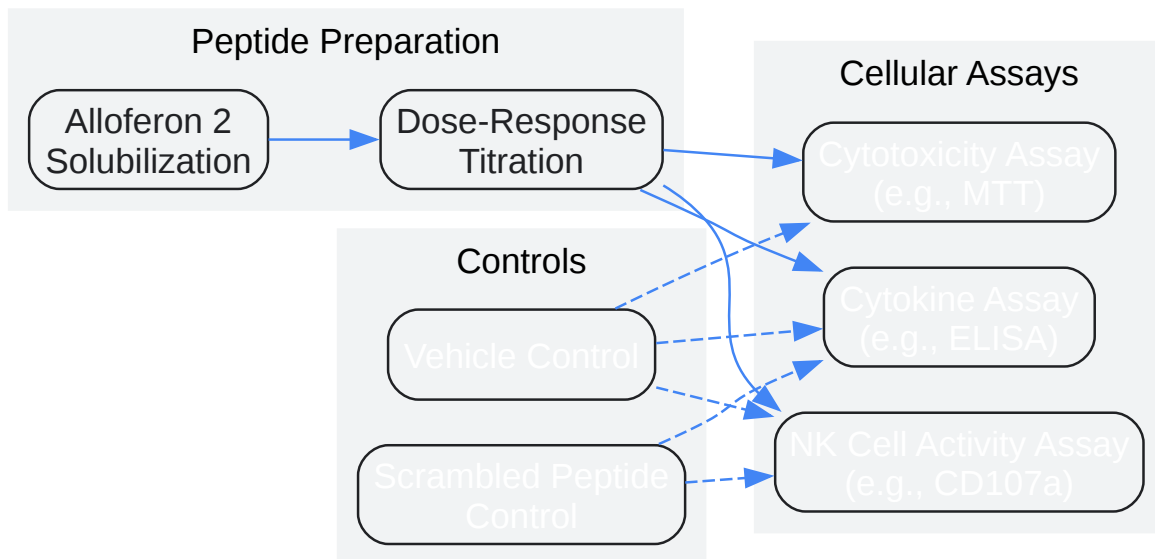 Peptide Preparation
Alloferon 2
Solubilization
Dose-Response
Titration
Controls
Vehicle Control
Scrambled Peptide
Control
Cellular Assays
Cytotoxicity Assay
(e.g., MTT)
Cytokine Assay
(e.g., ELISA)
NK Cell Activity Assay
(e.g., CD107a)